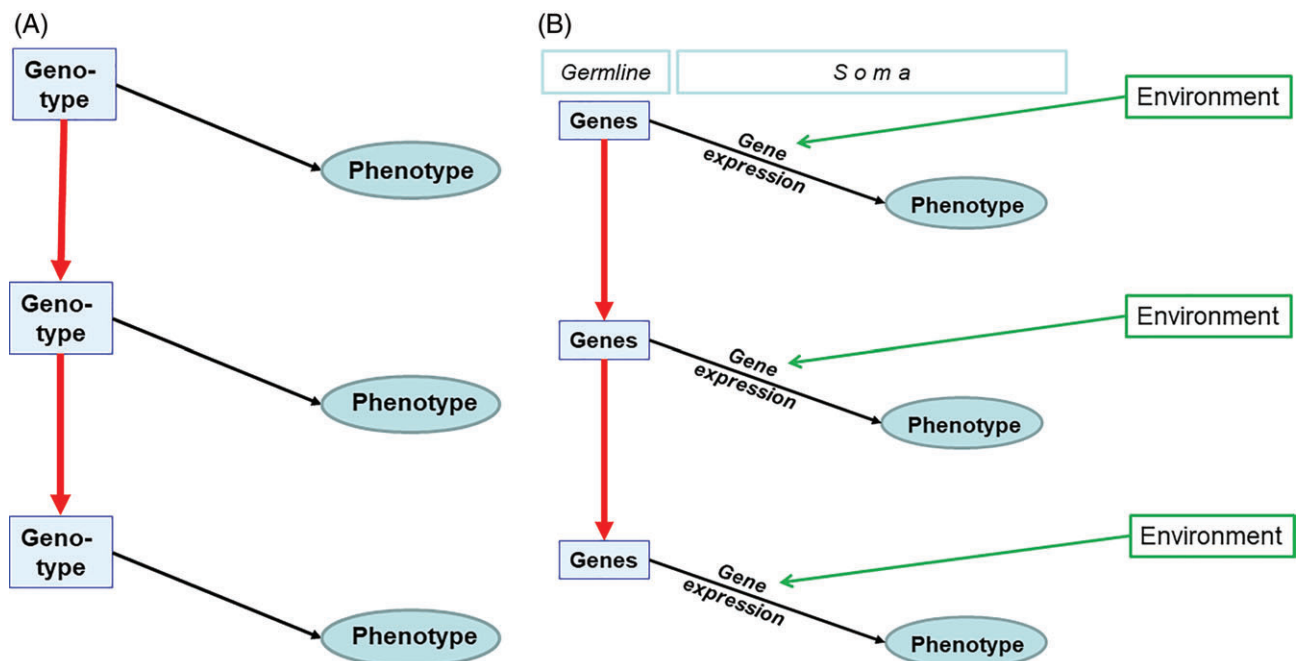 (A)
Geno-
type
Phenotype
Geno-
type
Phenotype
Geno-
type
Phenotype
(B)
Germline
S o m a
Environment
Genes
Gene
expression
Phenotype
Environment
Genes
Gene
expression
Phenotype
Environment
Genes
Gene
expression
Phenotype